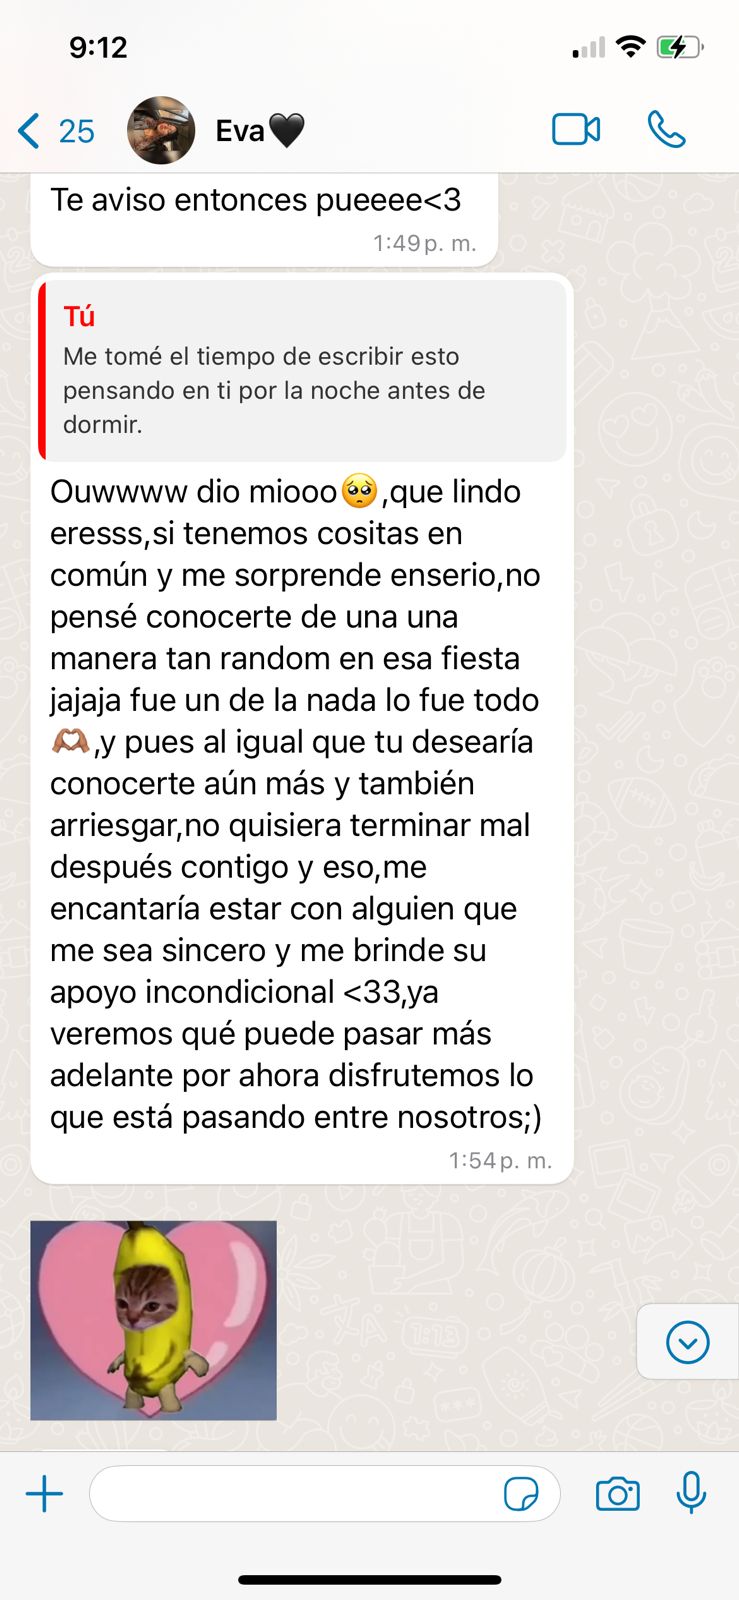 9:12
25
Eva🖤
Te aviso entonces pueeee<3
1:49 p. m.
Tú
Me tomé el tiempo de escribir esto
pensando en ti por la noche antes de
dormir.
Ouwwww dio miooo🥺,que lindo
eresss,si tenemos cositas en
común y me sorprende enserio,no
pensé conocerte de una una
manera tan random en esa fiesta
jajaja fue un de la nada lo fue todo
🫶🏽,y pues al igual que tu desearía
conocerte aún más y también
arriesgar,no quisiera terminar mal
después contigo y eso,me
encantaría estar con alguien que
me sea sincero y me brinde su
apoyo incondicional <33,ya
veremos qué puede pasar más
adelante por ahora disfrutemos lo
que está pasando entre nosotros;)
1:54 p. m.